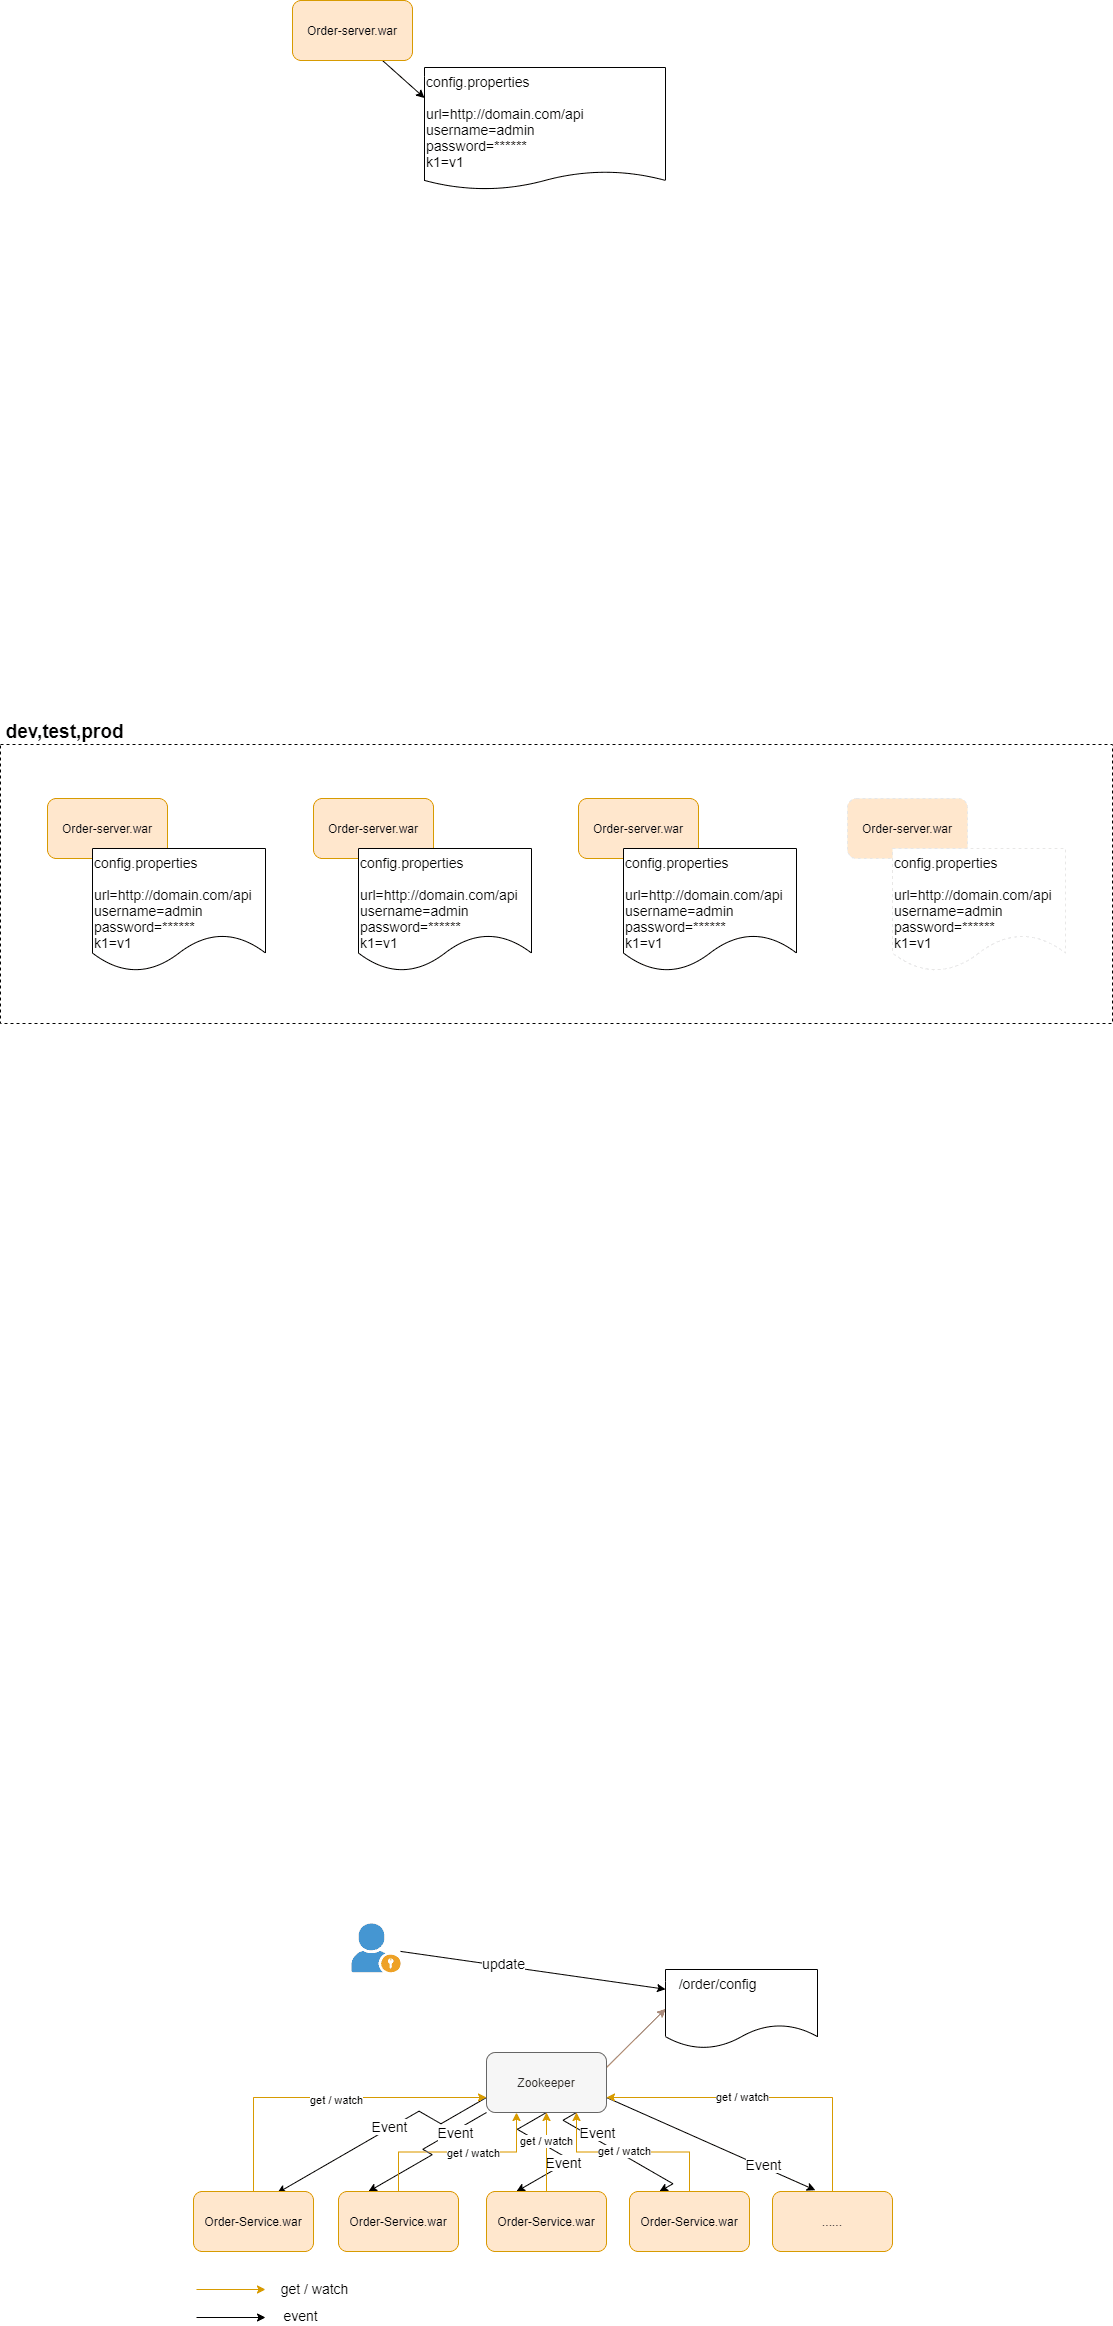 Order-server.war
config.properties
url=http://domain.com/api
username=admin
password=******
k1=v1
dev,test,prod
Order-server.war
config.properties
url=http://domain.com/api
username=admin
password=******
k1=v1
Order-server.war
config.properties
url=http://domain.com/api
username=admin
password=******
k1=v1
Order-server.war
config.properties
url=http://domain.com/api
username=admin
password=******
k1=v1
Order-server.war
config.properties
url=http://domain.com/api
username=admin
password=******
k1=v1
update
/order/config
Zookeeper
get / watch
get / watch
Event
Event
Event
get / watch
get / watch
get / watch
Event
Event
Order-Service.war
Order-Service.war
Order-Service.war
Order-Service.war
......
get / watch
event